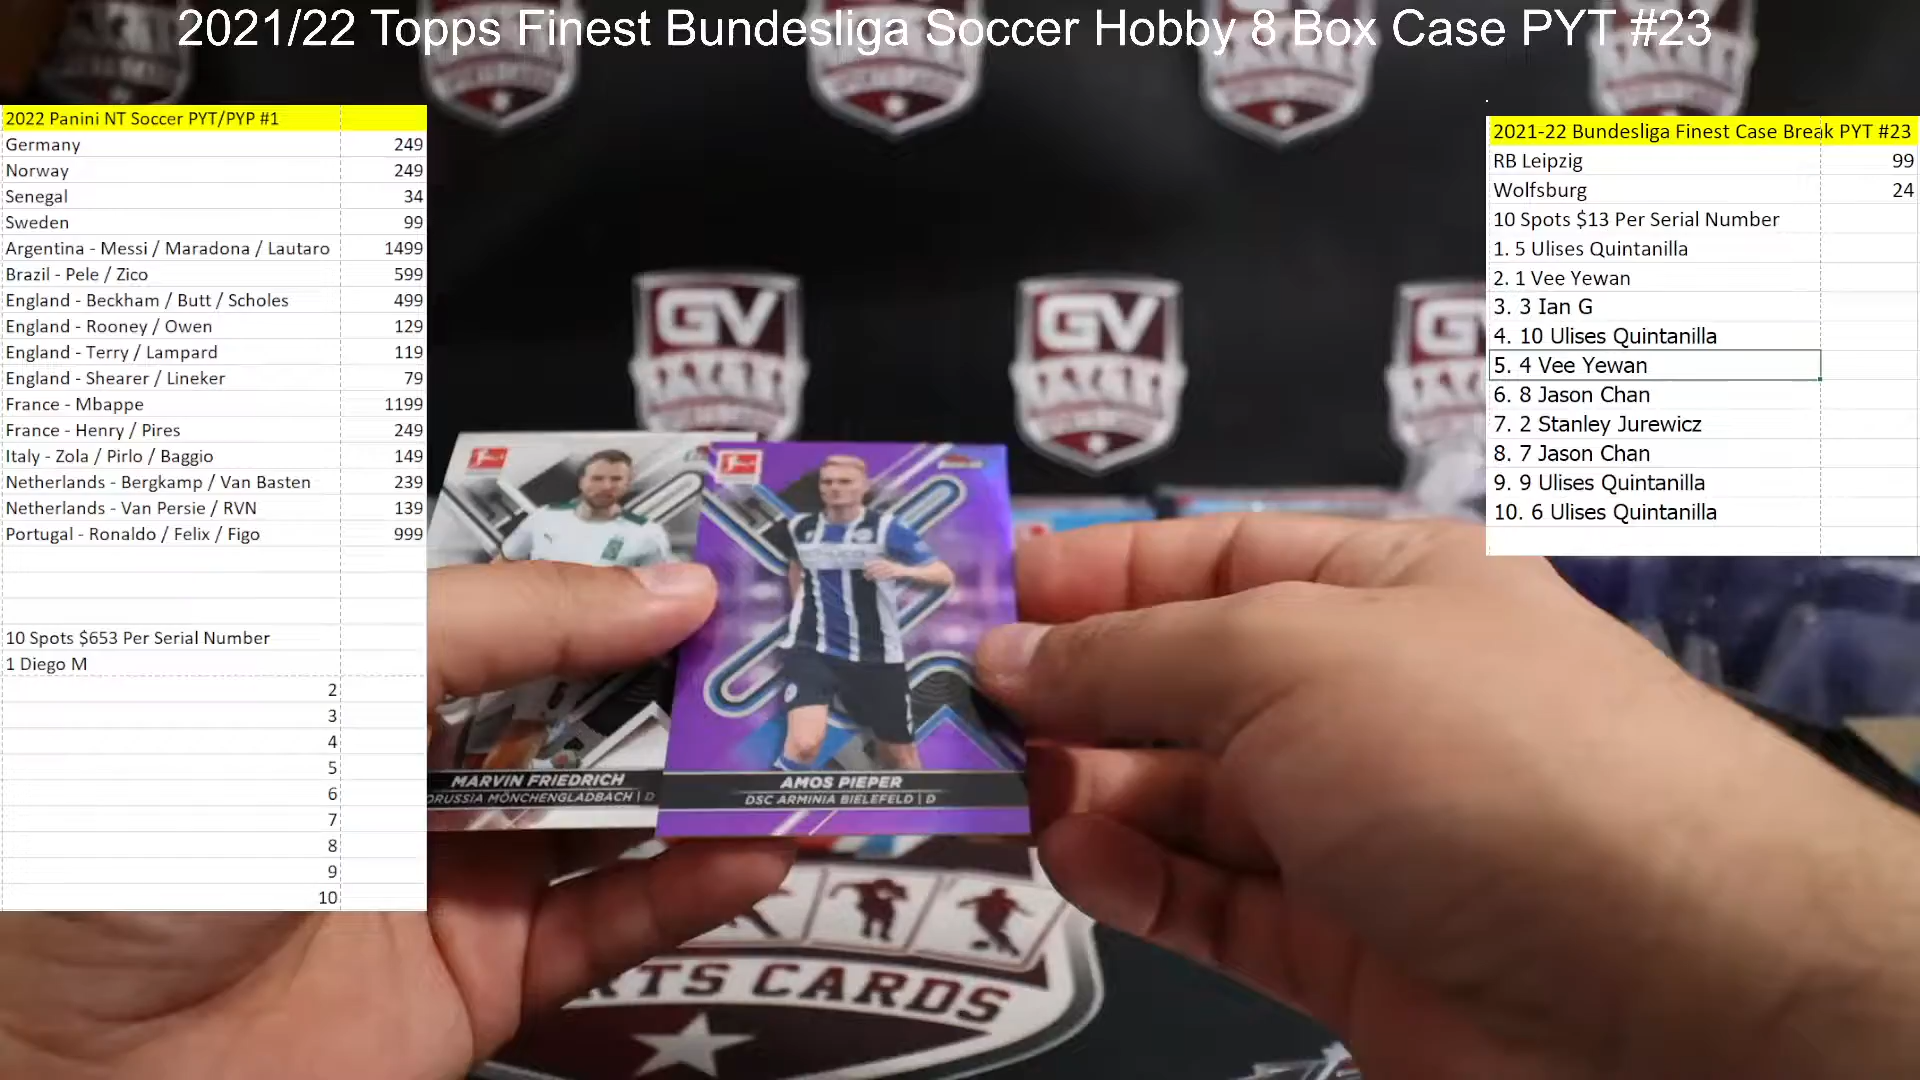 2021/22 Topps Finest Bundesliga Soccer Hobby 8 Box Case PYT #23
2022 Panini NT Soccer PYT/PYP #1
Germany 249
Norway 249
Senegal 34
Sweden 99
Argentina - Messi / Maradona / Lautaro 1499
Brazil - Pele / Zico 599
England - Beckham / Butt / Scholes 499
England - Rooney / Owen 129
England - Terry / Lampard 119
England - Shearer / Lineker 79
France - Mbappe 1199
France - Henry / Pires 249
Italy - Zola / Pirlo / Baggio 149
Netherlands - Bergkamp / Van Basten 239
Netherlands - Van Persie / RVN 139
Portugal - Ronaldo / Felix / Figo 999
10 Spots $653 Per Serial Number
1 Diego M
2
3
4
5
6
7
8
9
10
2021-22 Bundesliga Finest Case Break PYT #23
RB Leipzig 99
Wolfsburg 24
10 Spots $13 Per Serial Number
1. 5 Ulises Quintanilla
2. 1 Vee Yewan
3. 3 Ian G
4. 10 Ulises Quintanilla
5. 4 Vee Yewan
6. 8 Jason Chan
7. 2 Stanley Jurewicz
8. 7 Jason Chan
9. 9 Ulises Quintanilla
10. 6 Ulises Quintanilla
GV
GV
MARVIN FRIEDRICH
ORUSSIA MÖNCHENGLADBACH | D
AMOS PIEPER
DSC ARMINIA BIELEFELD | D
RTS CARDS